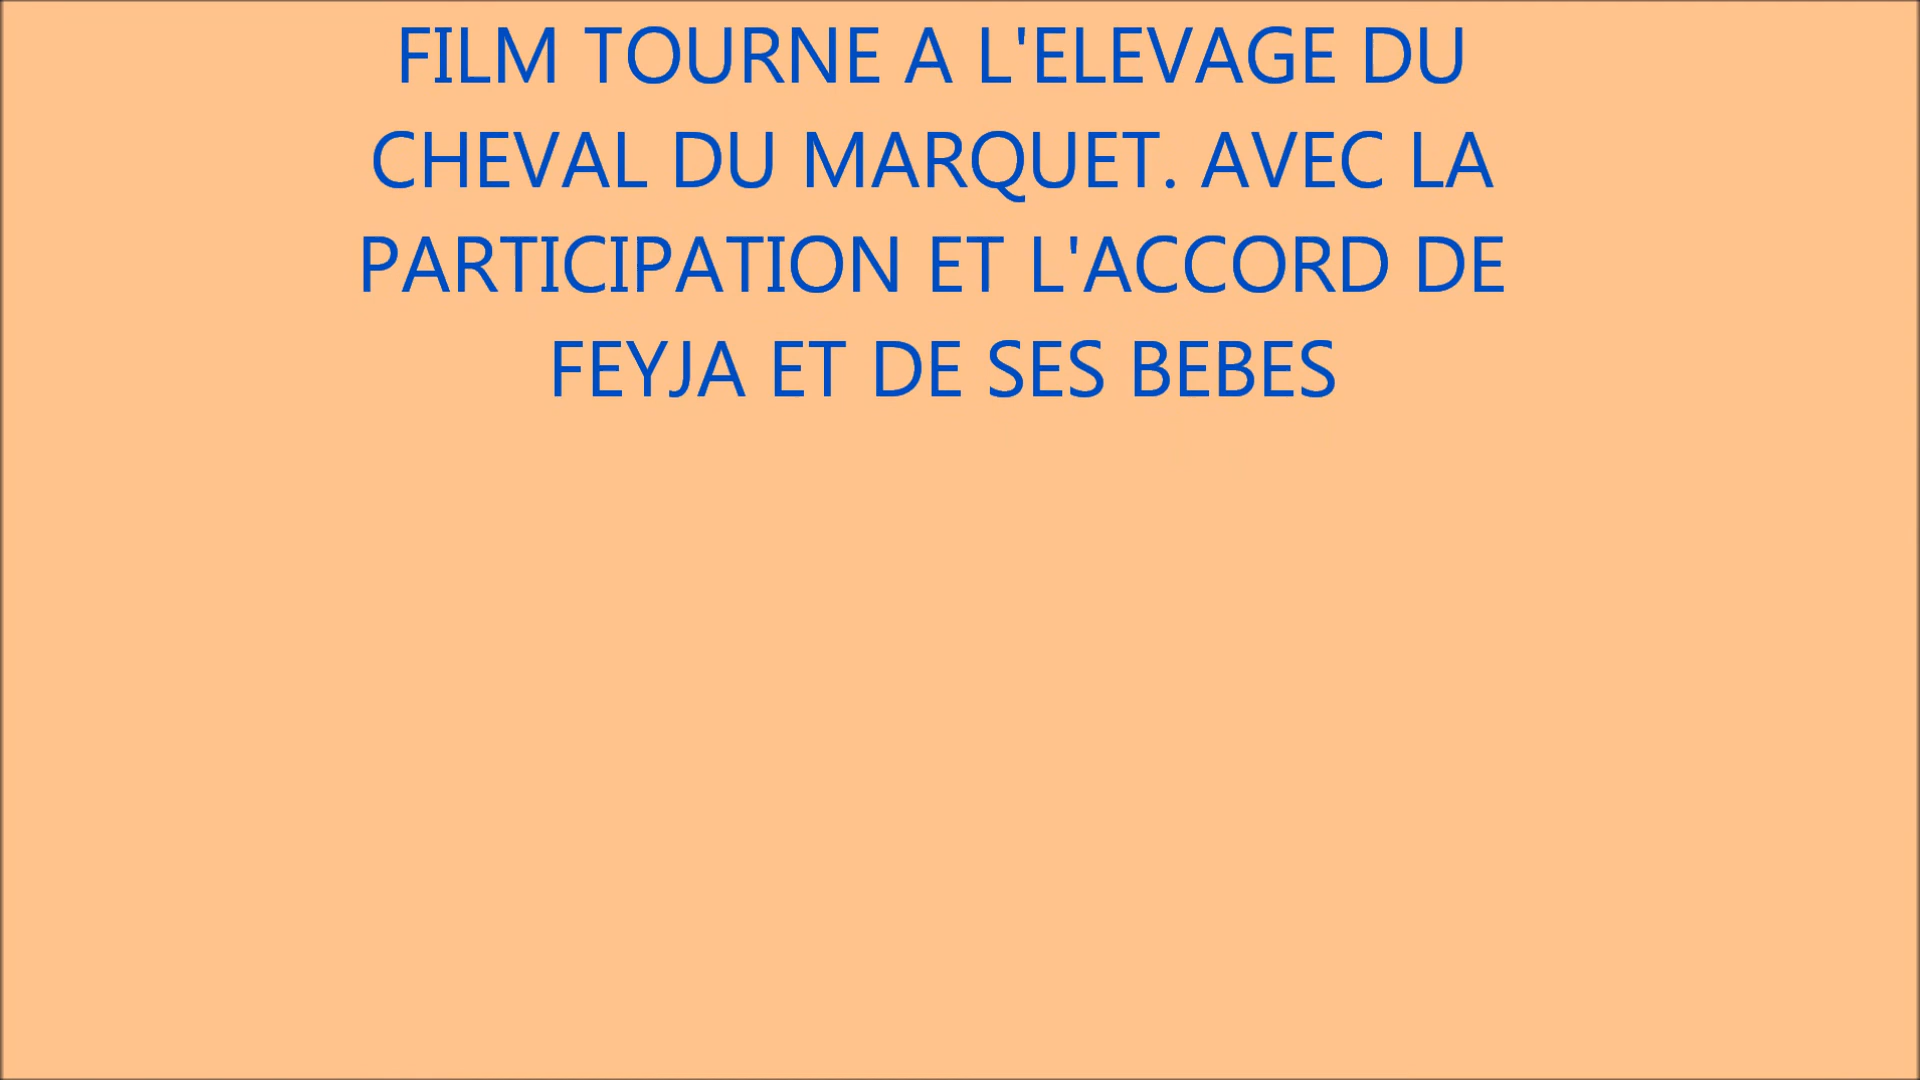 FILM TOURNE A L'ELEVAGE DU
CHEVAL DU MARQUET. AVEC LA
PARTICIPATION ET L'ACCORD DE
FEYJA ET DE SES BEBES